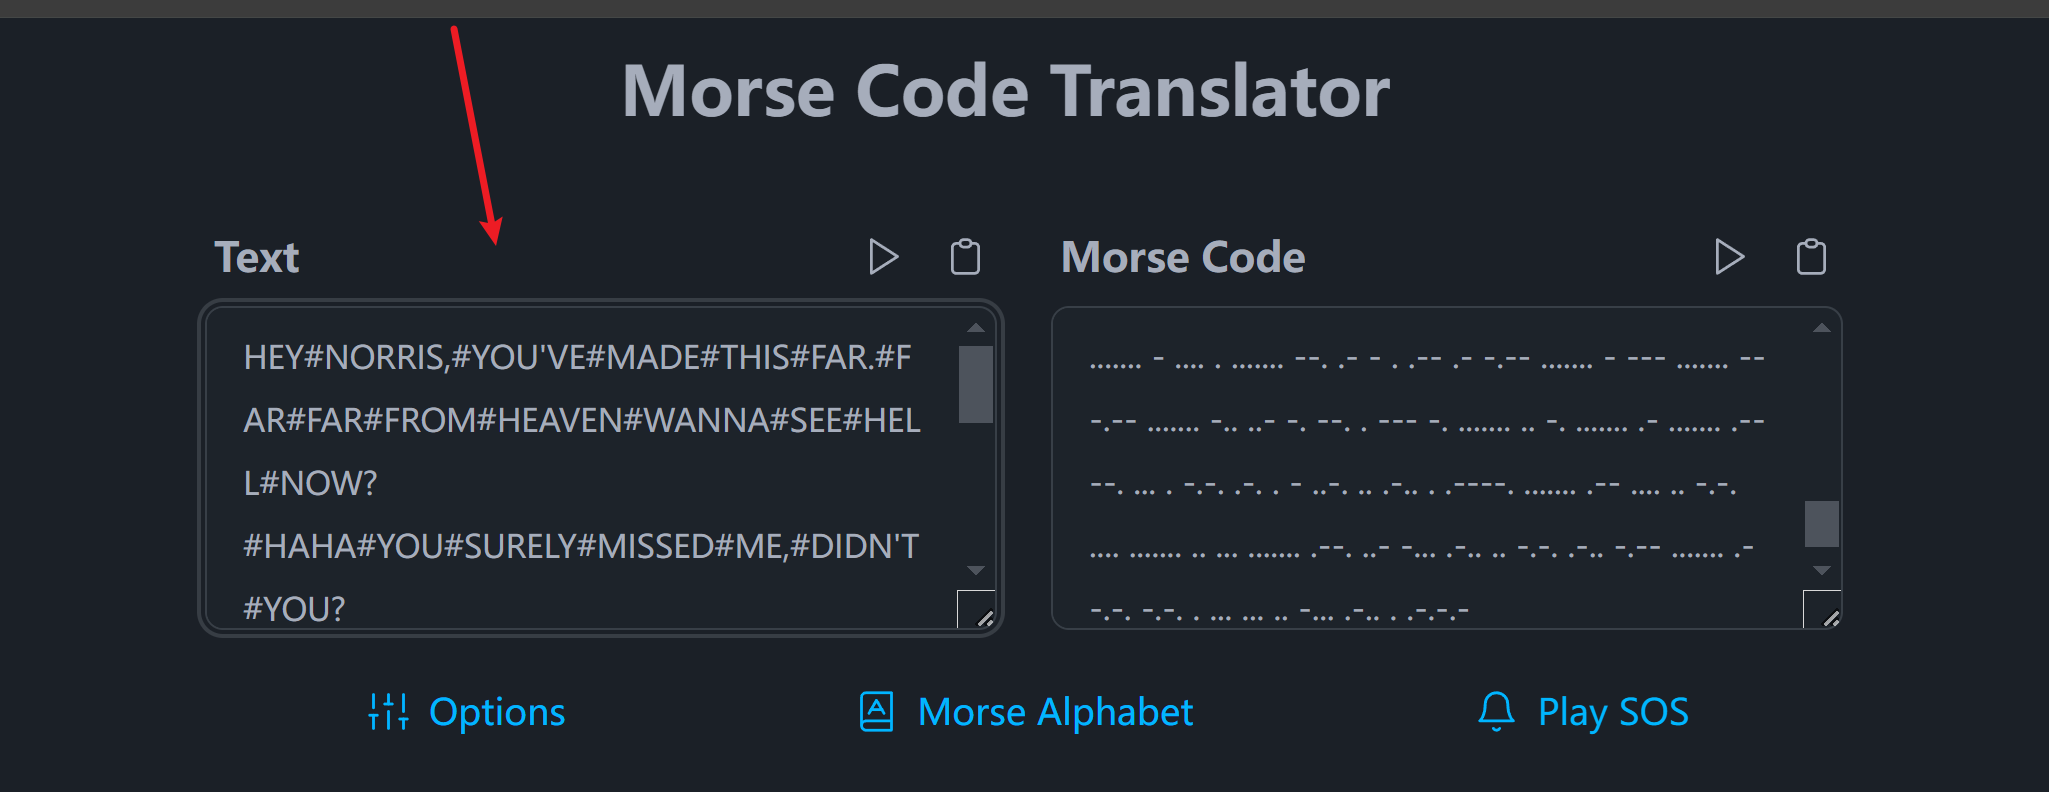 Morse Code Translator
Text
HEY#NORRIS,#YOU'VE#MADE#THIS#FAR.#F
AR#FAR#FROM#HEAVEN#WANNA#SEE#HEL
L#NOW?
#HAHA#YOU#SURELY#MISSED#ME,#DIDN'T
#YOU?
Morse Code
....... - .... . ....... --. .- - . .-- .- -.-- ....... - --- ....... --
-.-- ....... -.. ..- -. --. . --- -. ....... .. -. ....... .- ....... .--
--. ... . -.-. .-. . - ..-. .. .-.. . .----. ....... .-- .... .. -.-.
.... ....... .. ... ....... .--. ..- -... .-.. .. -.-. .-.. -.-- ....... .-
-.-. -.-. . ... ... .. -... .-.. . .-.-.-
Options
Morse Alphabet
Play SOS